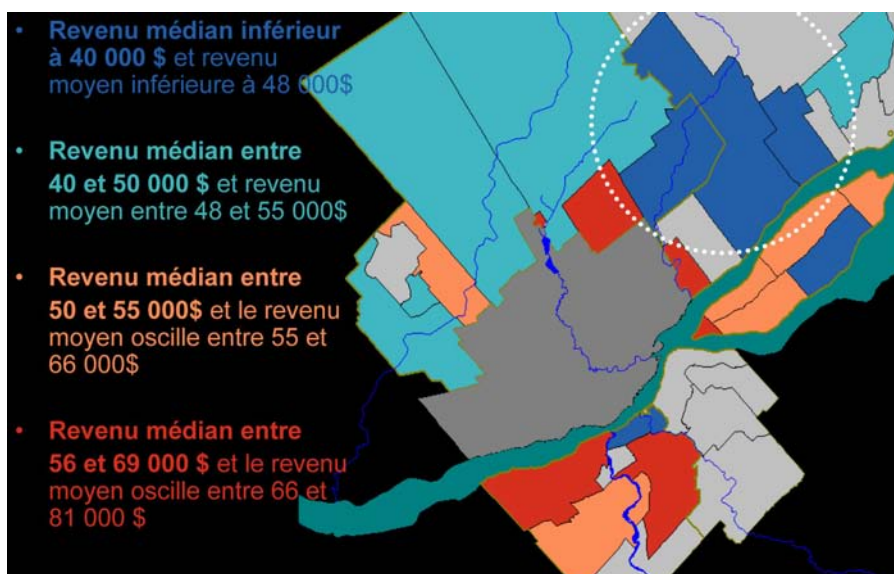 • Revenu médian inférieur
à 40 000 $ et revenu
moyen inférieure à 48 000$
• Revenu médian entre
40 et 50 000 $ et revenu
moyen entre 48 et 55 000$
• Revenu médian entre
50 et 55 000$ et le revenu
moyen oscille entre 55 et
66 000$
• Revenu médian entre
56 et 69 000 $ et le revenu
moyen oscille entre 66 et
81 000 $